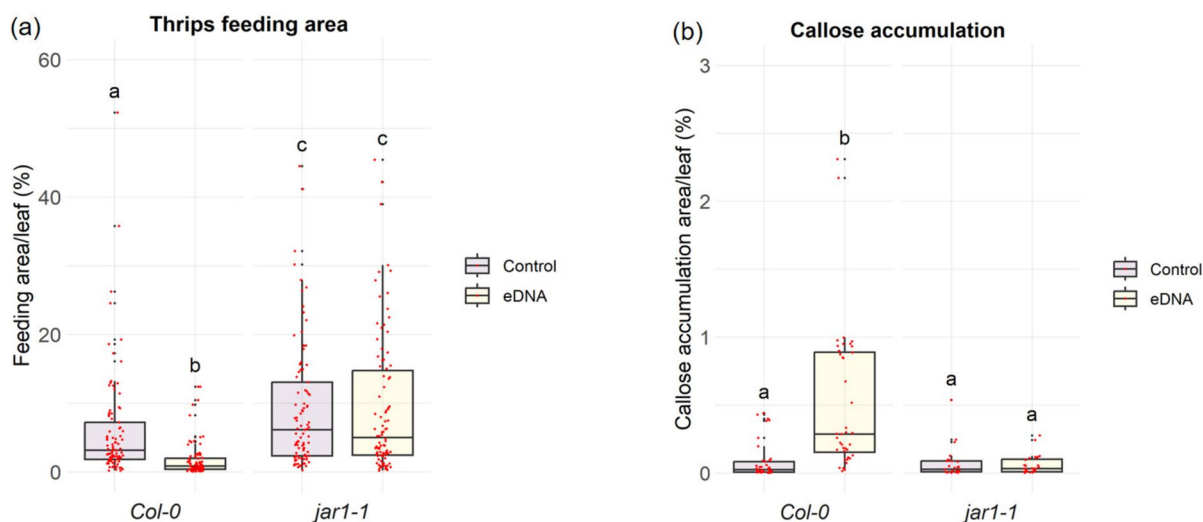 (a)
Thrips feeding area
60
40
20
0
Feeding area/leaf (%)
a
b
c
c
Col-0
jar1-1
Control
eDNA
(b)
Callose accumulation
3
2
1
0
Callose accumulation area/leaf (%)
a
b
a
a
Col-0
jar1-1
Control
eDNA